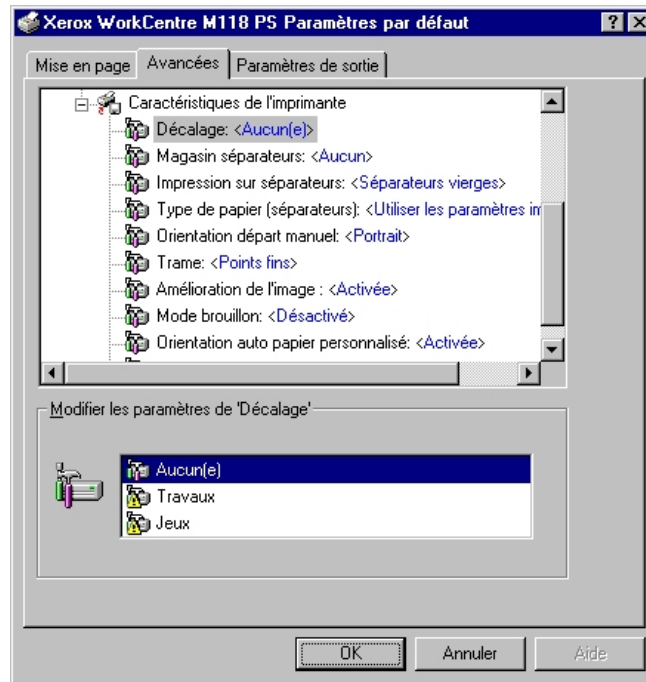 Xerox WorkCentre M118 PS Paramètres par défaut
Mise en page
Avancées
Paramètres de sortie
Caractéristiques de l'imprimante
Décalage: <Aucun(e)>
Magasin séparateurs: <Aucun>
Impression sur séparateurs: <Séparateurs vierges>
Type de papier (séparateurs): <Utiliser les paramètres
Orientation départ manuel: <Portrait>
Trame: <Points fins>
Amélioration de l'image : <Activée>
Mode brouillon: <Désactivé>
Orientation auto papier personnalisé: <Activée>
Modifier les paramètres de 'Décalage'
Aucun(e)
Travaux
Jeux
OK
Annuler
Aide